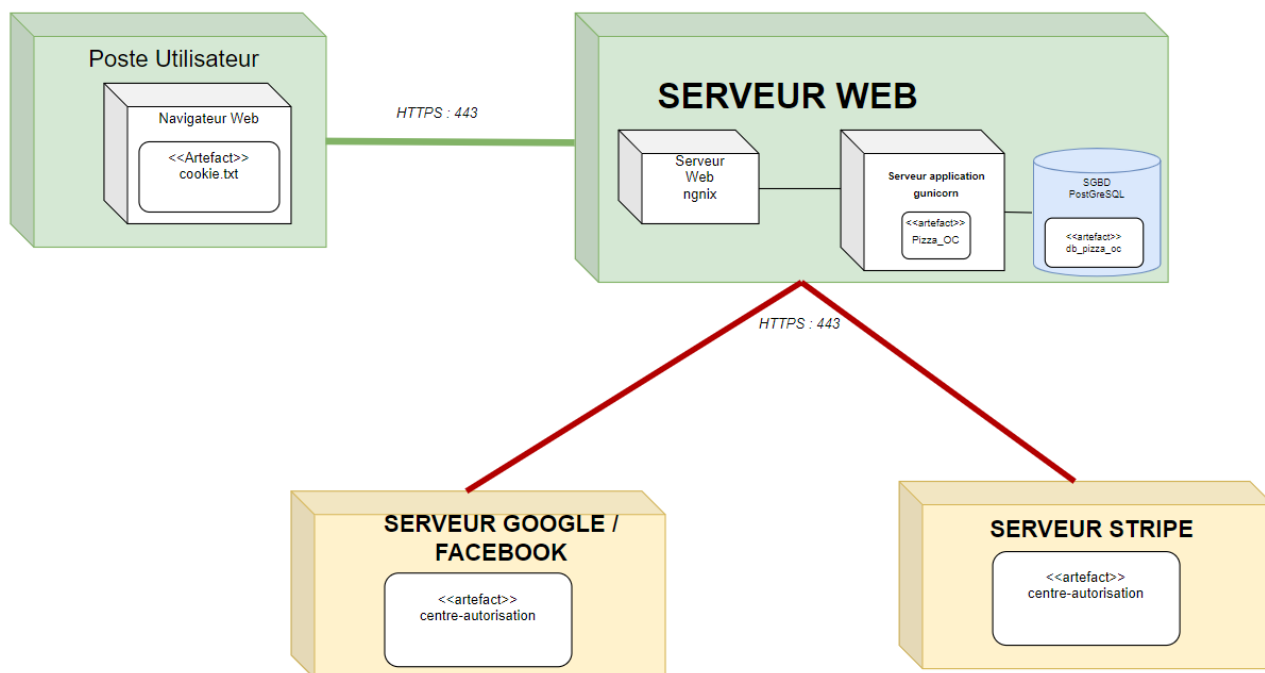 Poste Utilisateur
Navigateur Web
<<Artefact>>
cookie.txt
HTTPS : 443
SERVEUR WEB
Serveur
Web
ngnix
Serveur application
gunicorn
<<artefact>>
Pizza_OC
SGBD
PostGreSQL
<<artefact>>
db_pizza_oc
HTTPS : 443
SERVEUR GOOGLE /
FACEBOOK
<<artefact>>
centre-autorisation
SERVEUR STRIPE
<<artefact>>
centre-autorisation